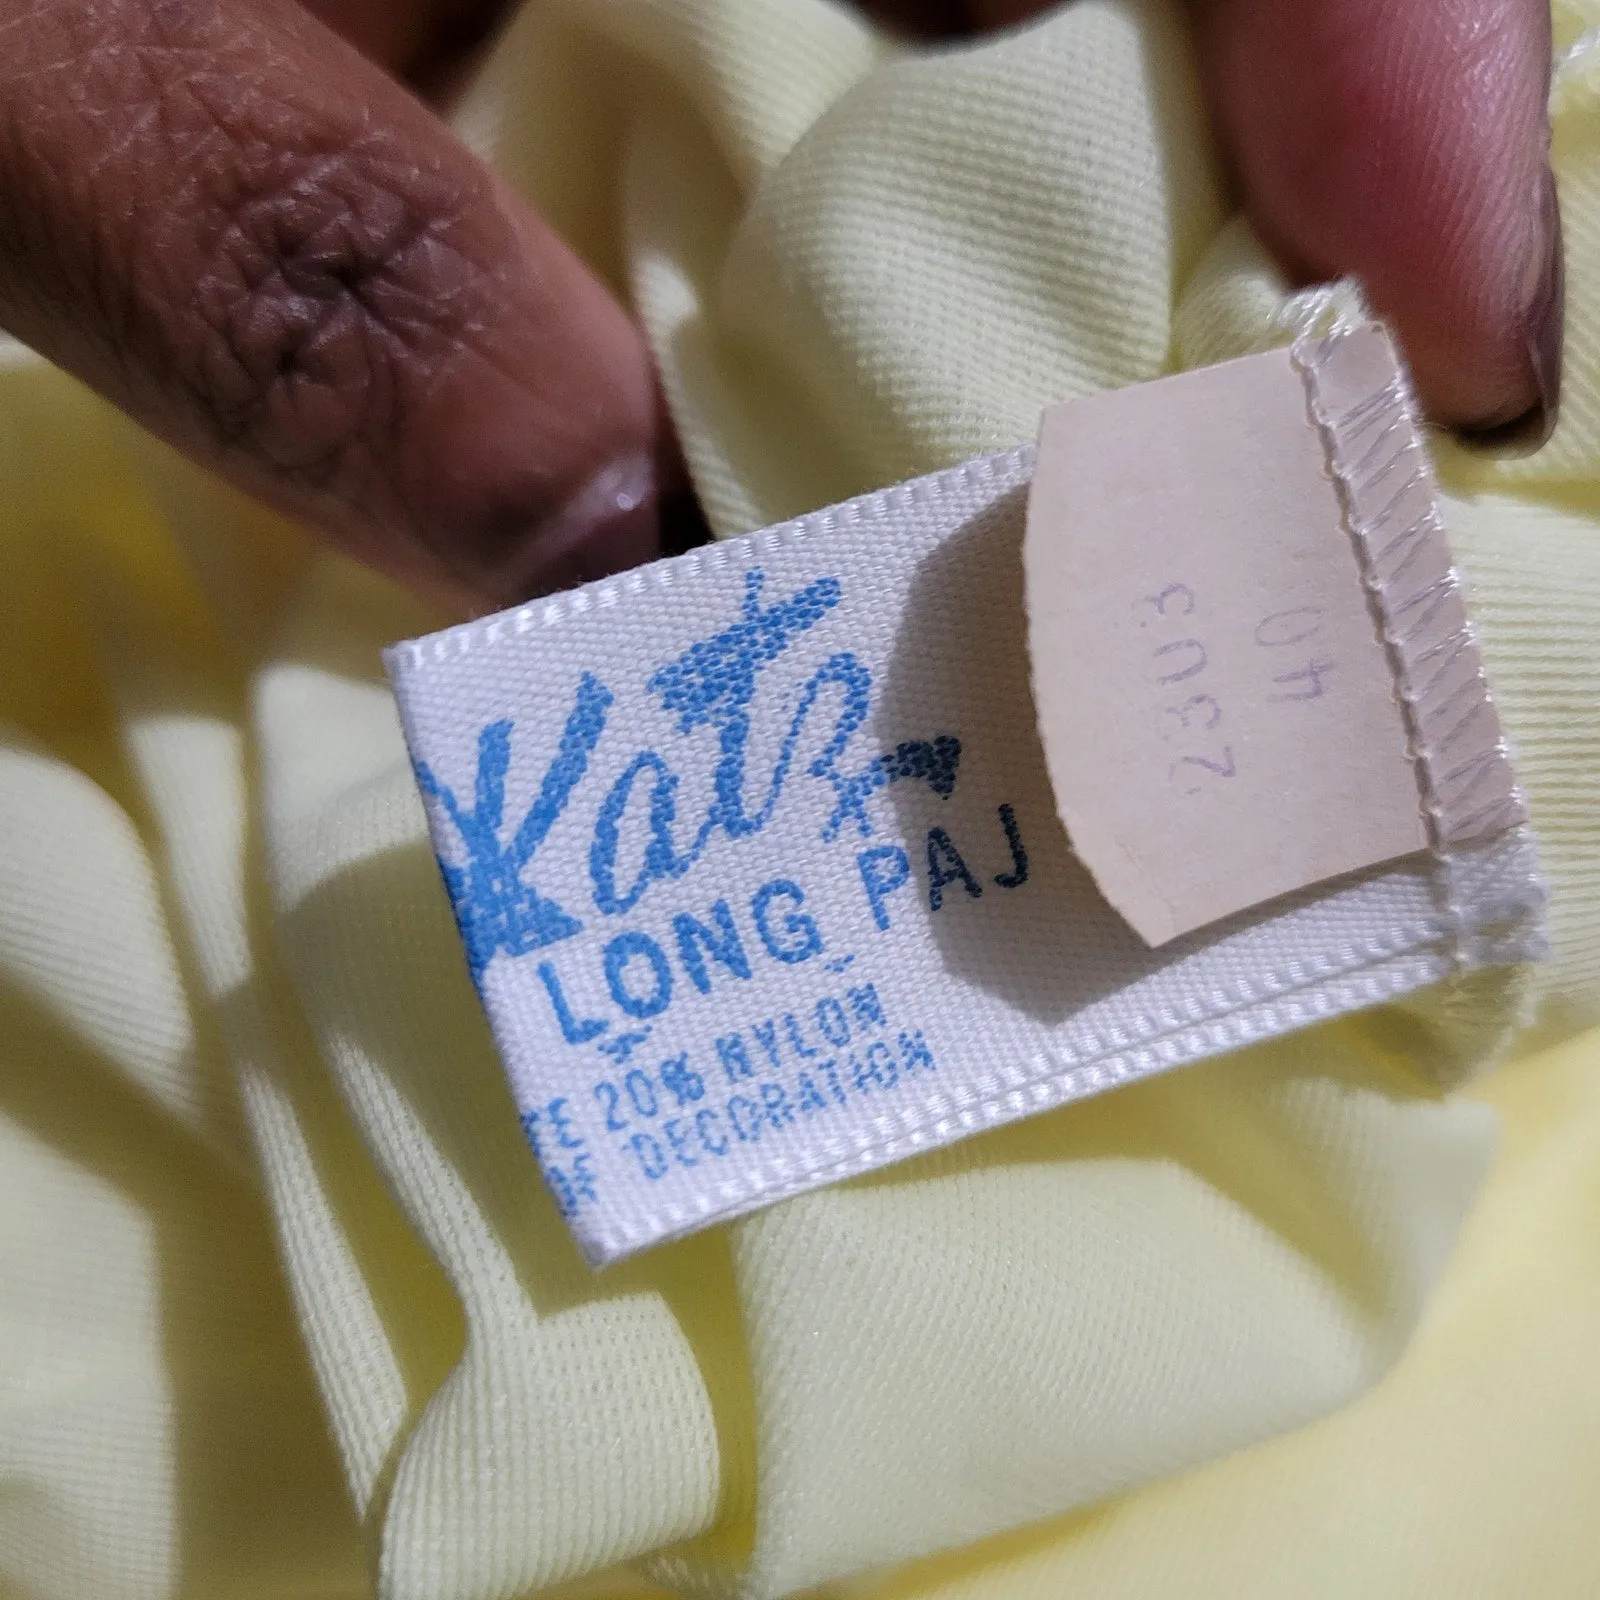 Katz
LONG PAJ
20% NYLON
DECORATION
2303
40